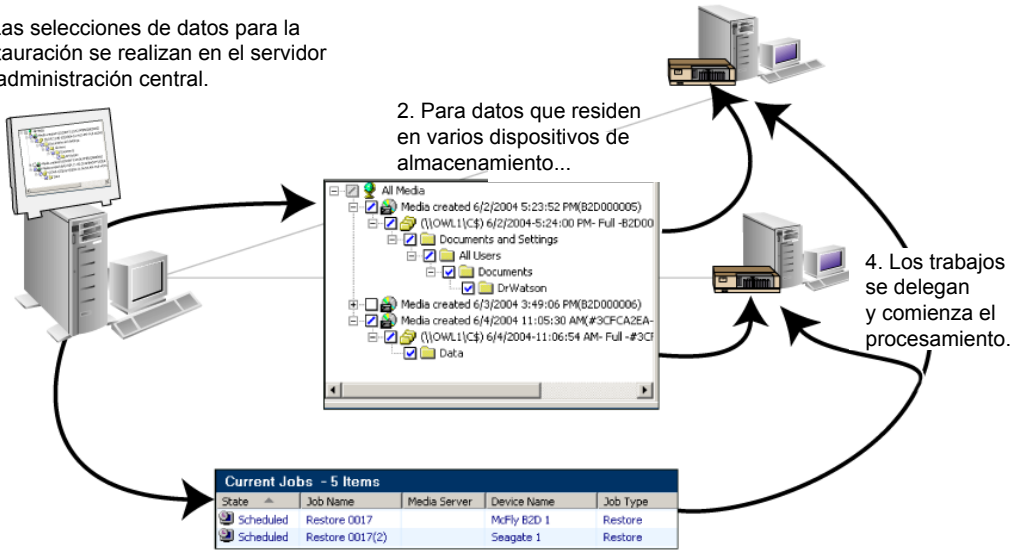 as selecciones de datos para la
tauración se realizan en el servidor
administración central.
2. Para datos que residen
en varios dispositivos de
almacenamiento...
All Media
Media created 6/2/2004 5:23:52 PM(B2D000005)
(\\OWL1\C$) 6/2/2004-5:24:00 PM- Full -B2D00
Documents and Settings
All Users
Documents
DrWatson
Media created 6/3/2004 3:49:06 PM(B2D000006)
Media created 6/4/2004 11:05:30 AM(#3CFCA2EA-
(\\OWL1\C$) 6/4/2004-11:06:54 AM- Full -#3CF
Data
4. Los trabajos
se delegan
y comienza el
procesamiento.
Current Jobs - 5 Items
State Job Name Media Server Device Name Job Type
Scheduled Restore 0017 McFly B2D 1 Restore
Scheduled Restore 0017(2) Seagate 1 Restore